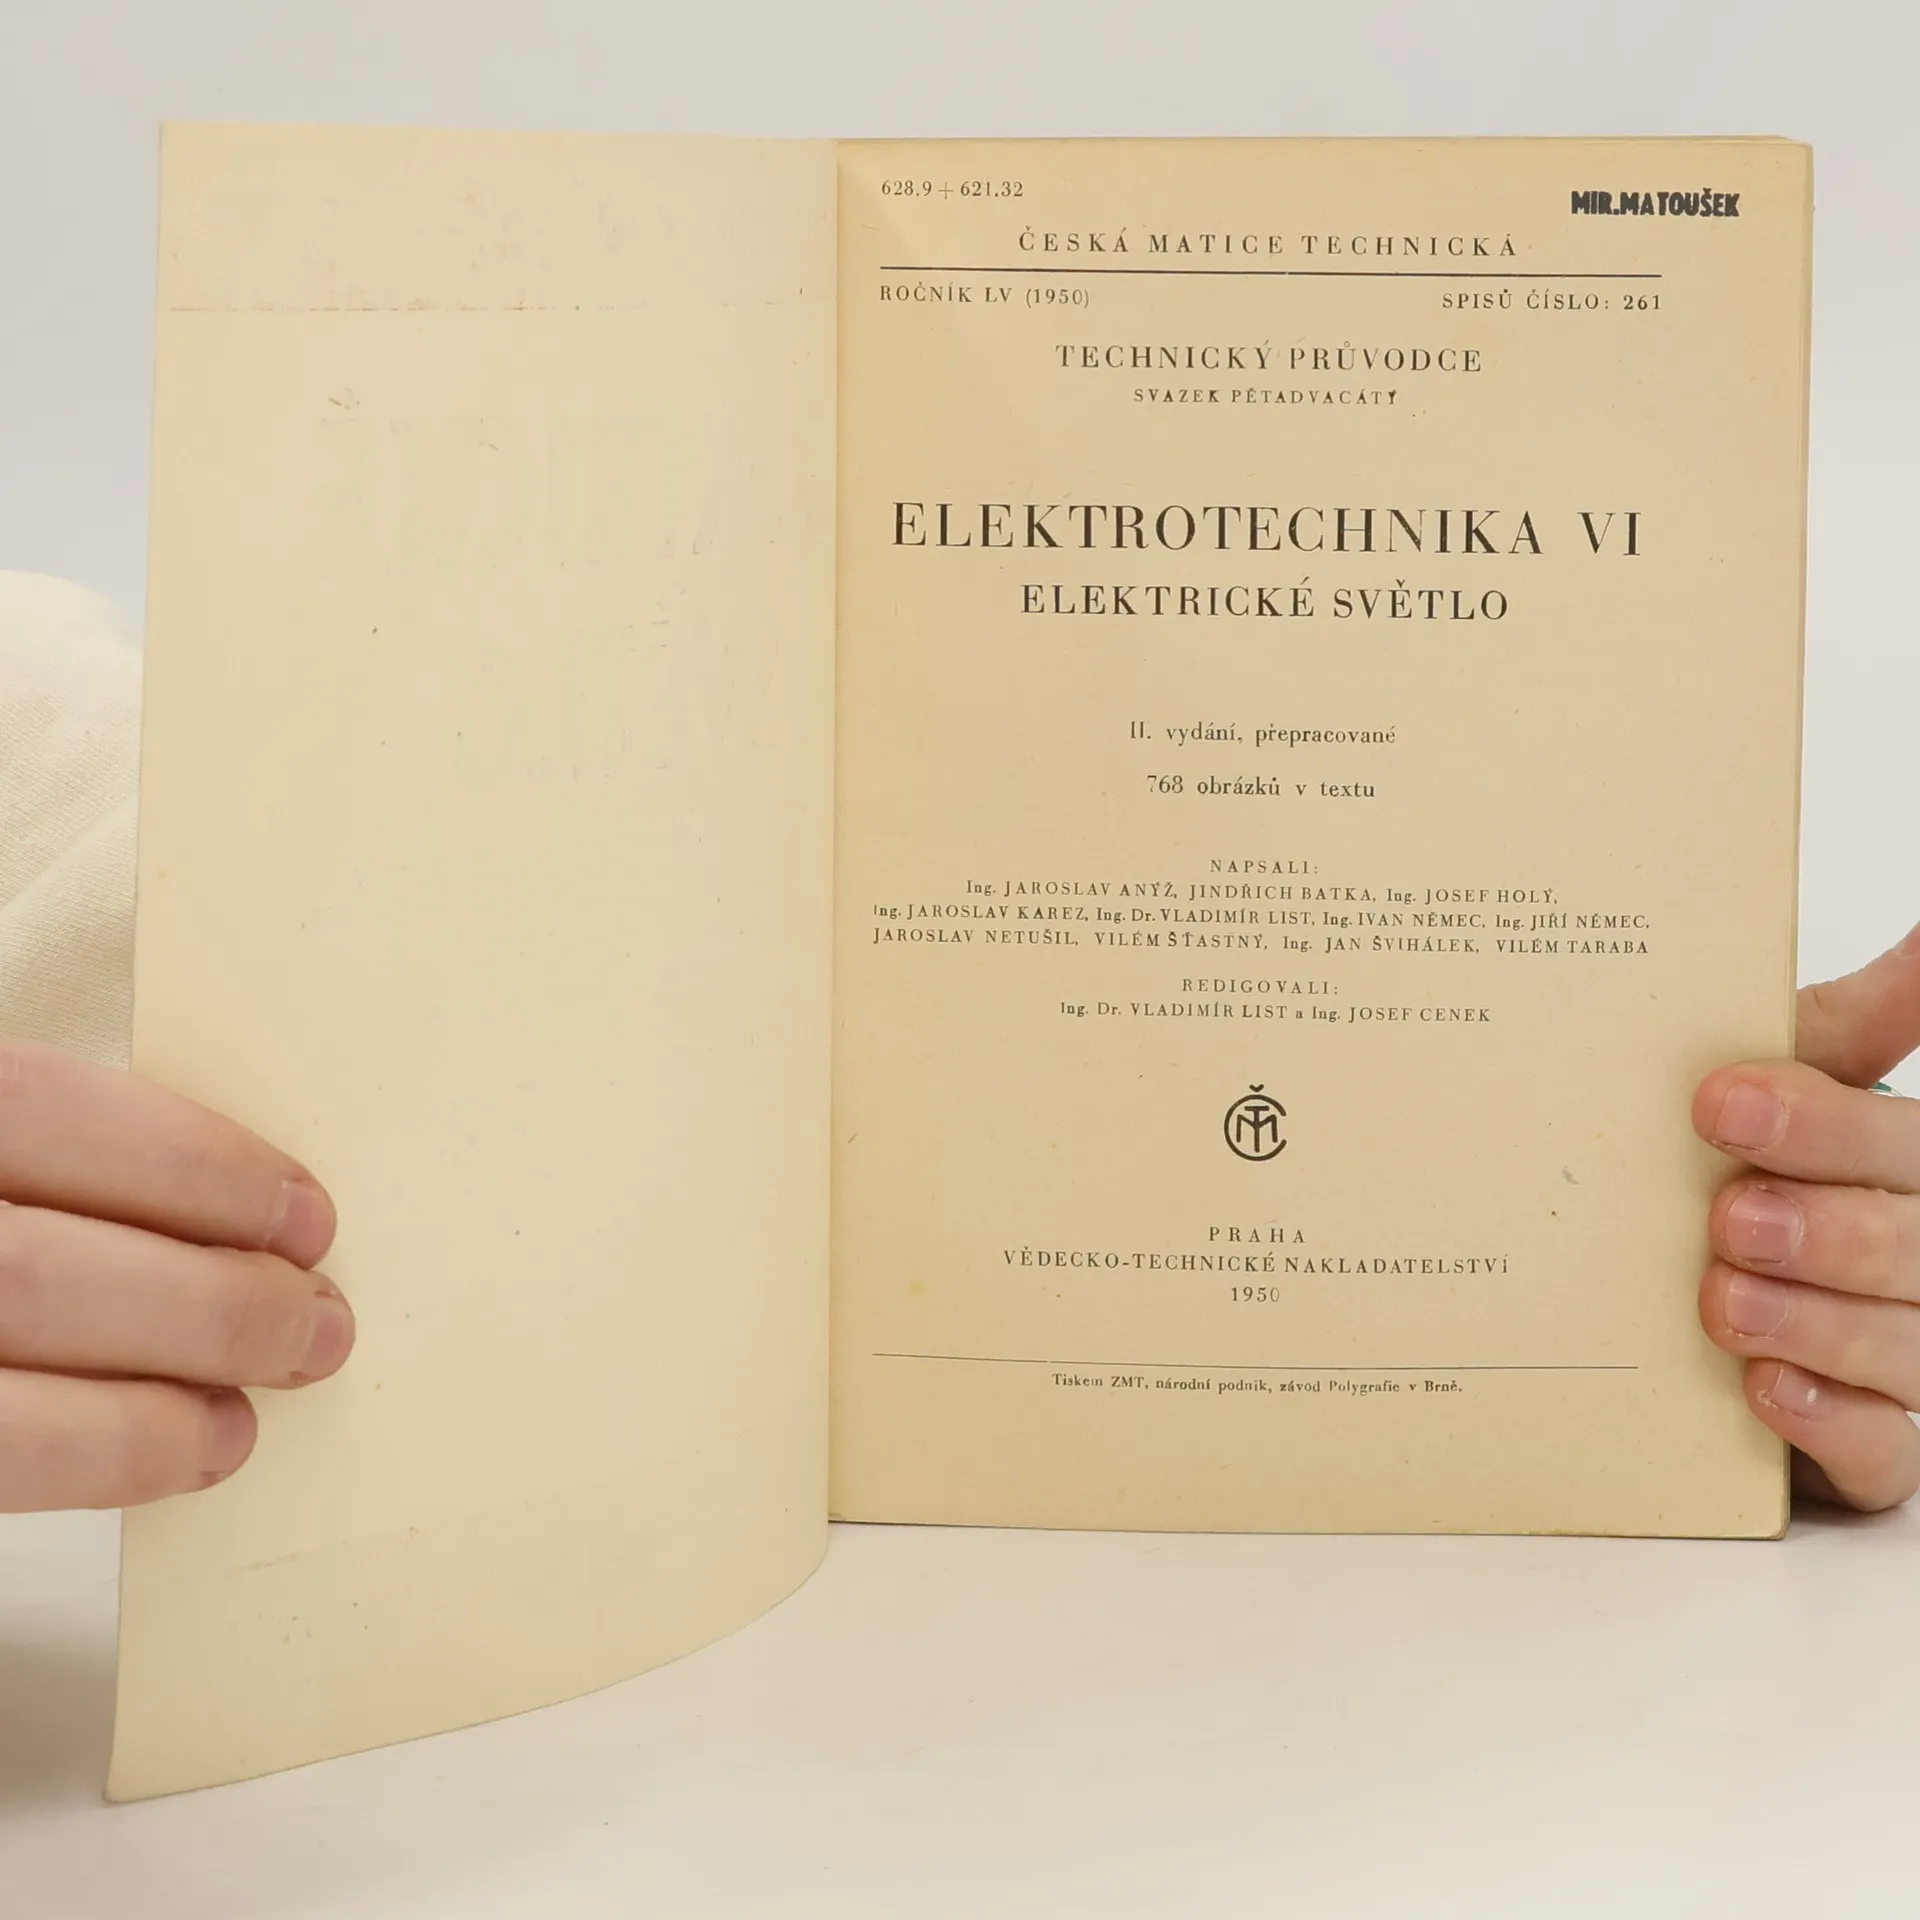 628.9 + 621.32
MIR.MATOUŠEK
ČESKÁ MATICE TECHNICKÁ
ROČNÍK LV (1950)
SPISŮ ČÍSLO: 261
TECHNICKÝ PRŮVODCE
SVAZEK PĚTADVACÁTÝ
ELEKTROTECHNIKA VI
ELEKTRICKÉ SVĚTLO
II. vydání, přepracované
768 obrázků v textu
NAPSALI:
Ing. JAROSLAV ANÝŽ, JINDŘICH BATKA, Ing. JOSEF HOLÝ,
Ing. JAROSLAV KAREZ, Ing. Dr. VLADIMÍR LIST, Ing. IVAN NĚMEC, Ing. JIŘÍ NĚMEC,
JAROSLAV NETUŠIL, VILÉM ŠŤASTNÝ, Ing. JAN ŠVIHÁLEK, VILÉM TARABA
REDIGOVALI:
Ing. Dr. VLADIMÍR LIST a Ing. JOSEF CENEK
ČMT
PRAHA
VĚDECKO-TECHNICKÉ NAKLADATELSTVÍ
1950
Tiskem ZMT, národní podnik, závod Polygrafie v Brně.